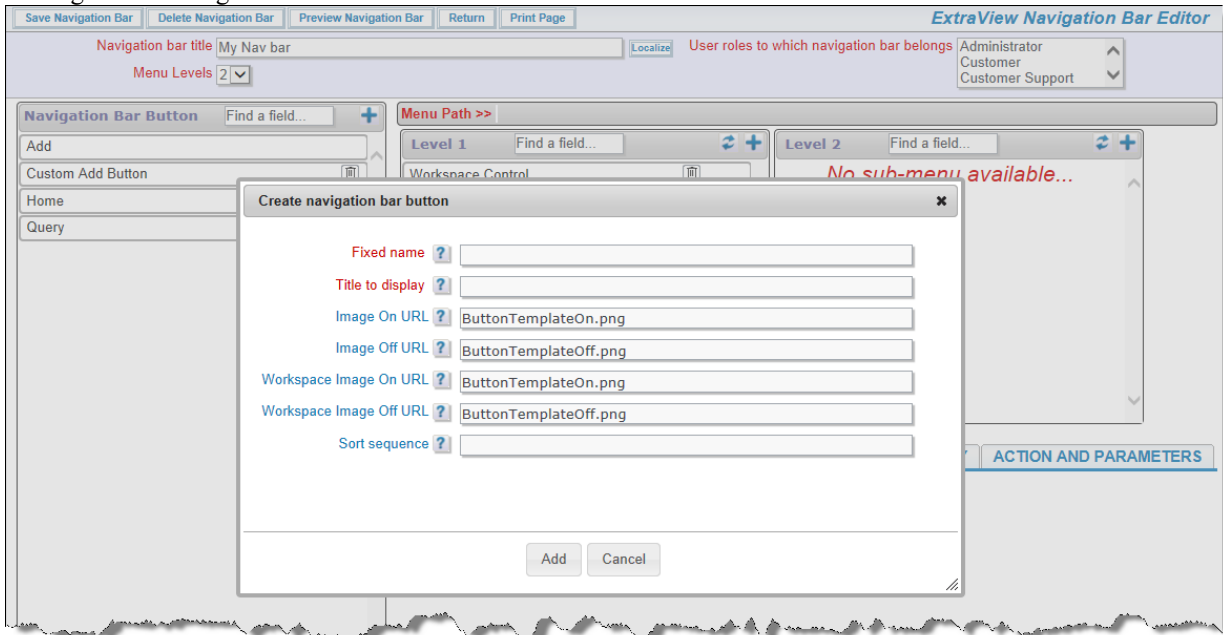 Save Navigation Bar Delete Navigation Bar Preview Navigation Bar Return Print Page ExtraView Navigation Bar Editor
Navigation bar title My Nav bar Localize User roles to which navigation bar belongs Administrator
Customer
Customer Support
Menu Levels 2
Navigation Bar Button Find a field... Menu Path >>
Add Level 1 Find a field... Level 2 Find a field...
Custom Add Button Workspace Control No sub-menu available...
Home
Query
Create navigation bar button
Fixed name ?
Title to display ?
Image On URL ? ButtonTemplateOn.png
Image Off URL ? ButtonTemplateOff.png
Workspace Image On URL ? ButtonTemplateOn.png
Workspace Image Off URL ? ButtonTemplateOff.png
Sort sequence ?
ACTION AND PARAMETERS
Add Cancel